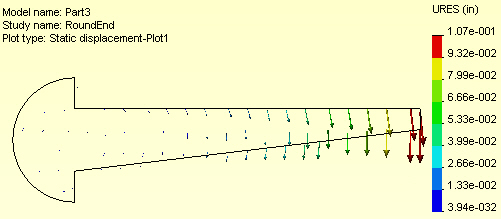 Model name: Part3
Study name: RoundEnd
Plot type: Static displacement-Plot1
URES (in)
1.07e-001
9.32e-002
7.99e-002
6.66e-002
5.33e-002
3.99e-002
2.66e-002
1.33e-002
3.94e-032